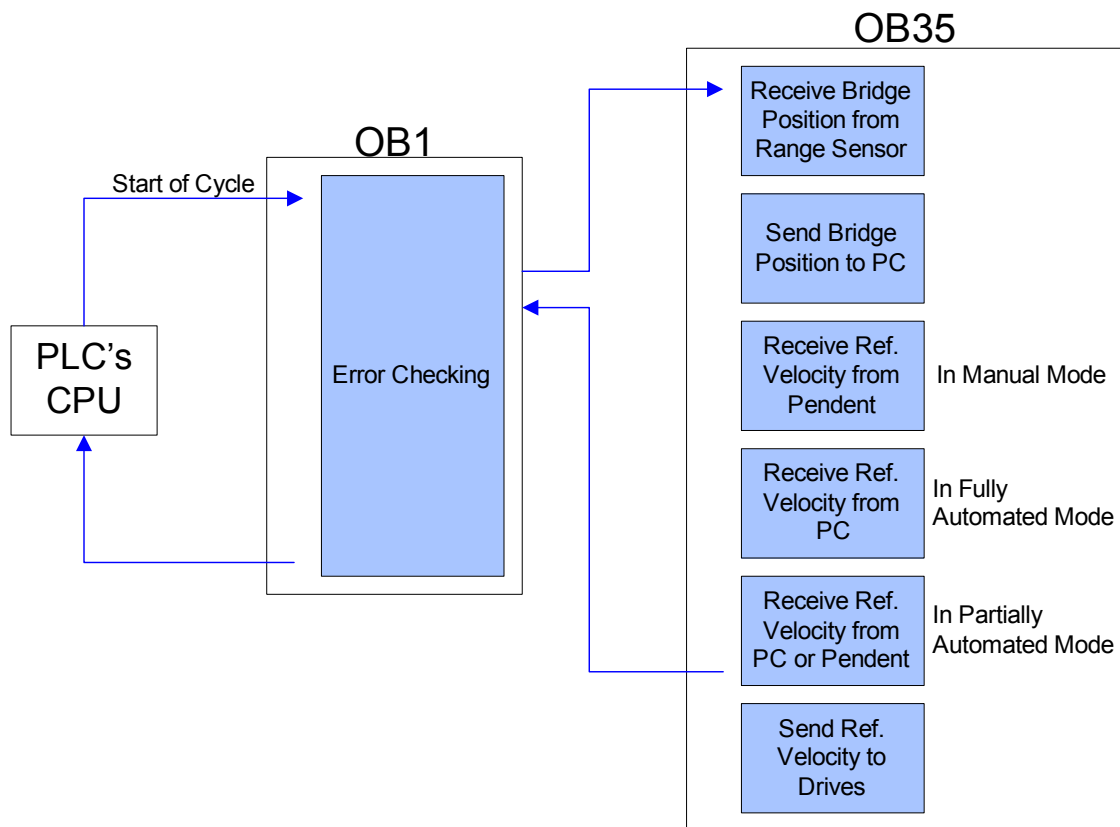 OB35
OB1
Start of Cycle
PLC's
CPU
Error Checking
Receive Bridge
Position from
Range Sensor
Send Bridge
Position to PC
Receive Ref.
Velocity from
Pendent
In Manual Mode
Receive Ref.
Velocity from
PC
In Fully
Automated Mode
Receive Ref.
Velocity from
PC or Pendent
In Partially
Automated Mode
Send Ref.
Velocity to
Drives